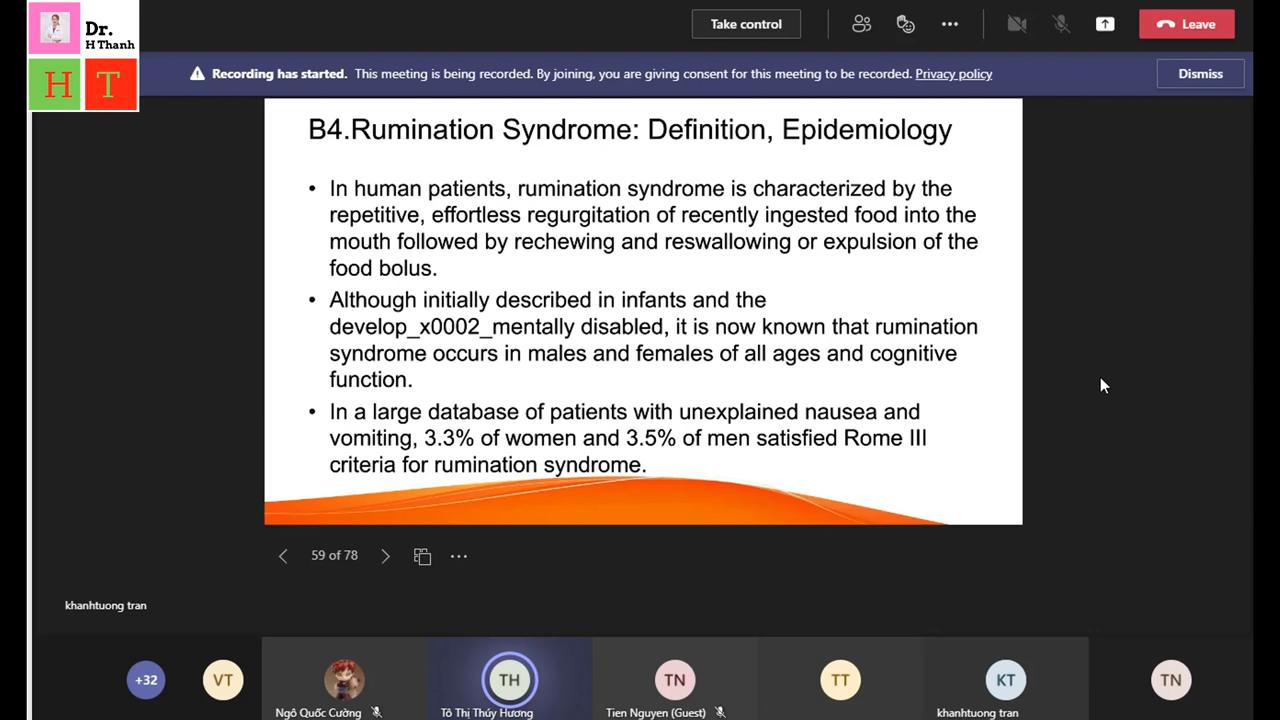 Dr.
H Thanh
H T
Take control
Leave
Recording has started. This meeting is being recorded. By joining, you are giving consent for this meeting to be recorded. Privacy policy
Dismiss
B4.Rumination Syndrome: Definition, Epidemiology
• In human patients, rumination syndrome is characterized by the
repetitive, effortless regurgitation of recently ingested food into the
mouth followed by rechewing and reswallowing or expulsion of the
food bolus.
• Although initially described in infants and the
develop_x0002_mentally disabled, it is now known that rumination
syndrome occurs in males and females of all ages and cognitive
function.
• In a large database of patients with unexplained nausea and
vomiting, 3.3% of women and 3.5% of men satisfied Rome III
criteria for rumination syndrome.
59 of 78
khanhtuong tran
+32
VT
TH
TN
TT
KT
TN
Ngô Quốc Cường
Tô Thị Thúy Hương
Tien Nguyen (Guest)
khanhtuong tran